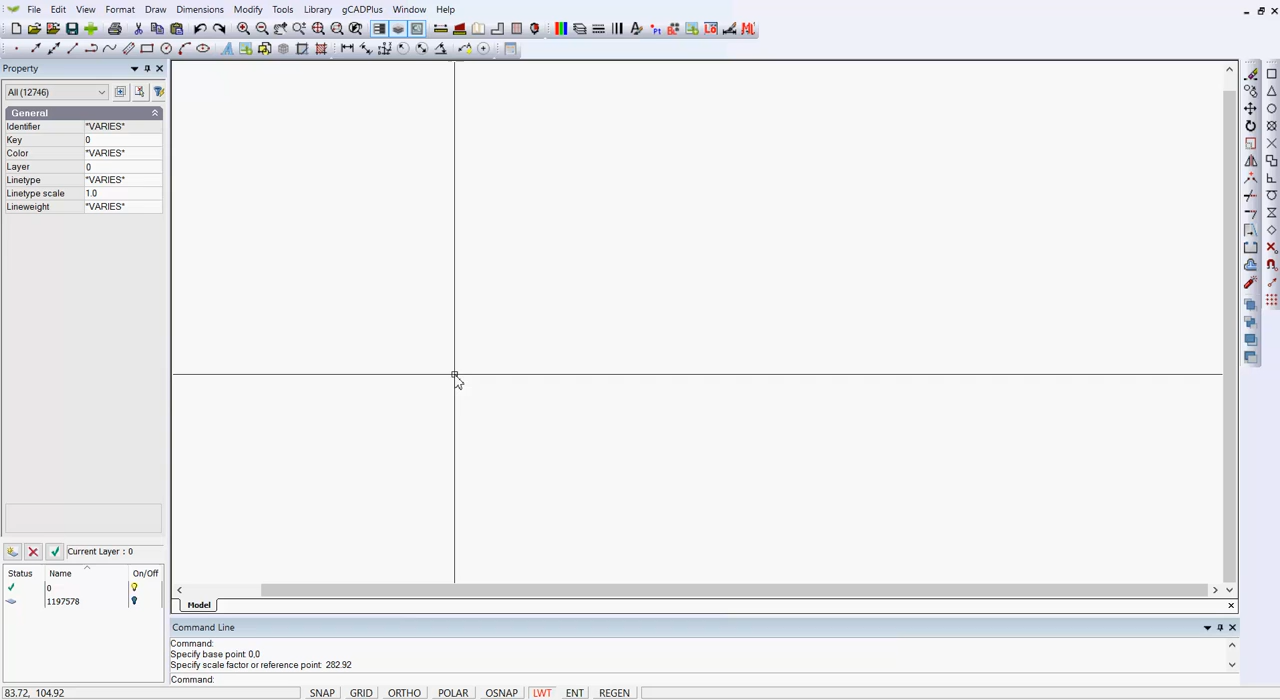 File Edit View Format Draw Dimensions Modify Tools Library gCADPlus Window Help
Property
All (12746)
General
Identifier *VARIES*
Key 0
Color *VARIES*
Layer 0
Linetype *VARIES*
Linetype scale 1.0
Lineweight *VARIES*
Current Layer : 0
Status Name On/Off
0
1197578
Model
Command Line
Command:
Specify base point 0,0
Specify scale factor or reference point: 282.92
Command:
83.72, 104.92 SNAP GRID ORTHO POLAR OSNAP LWT ENT REGEN